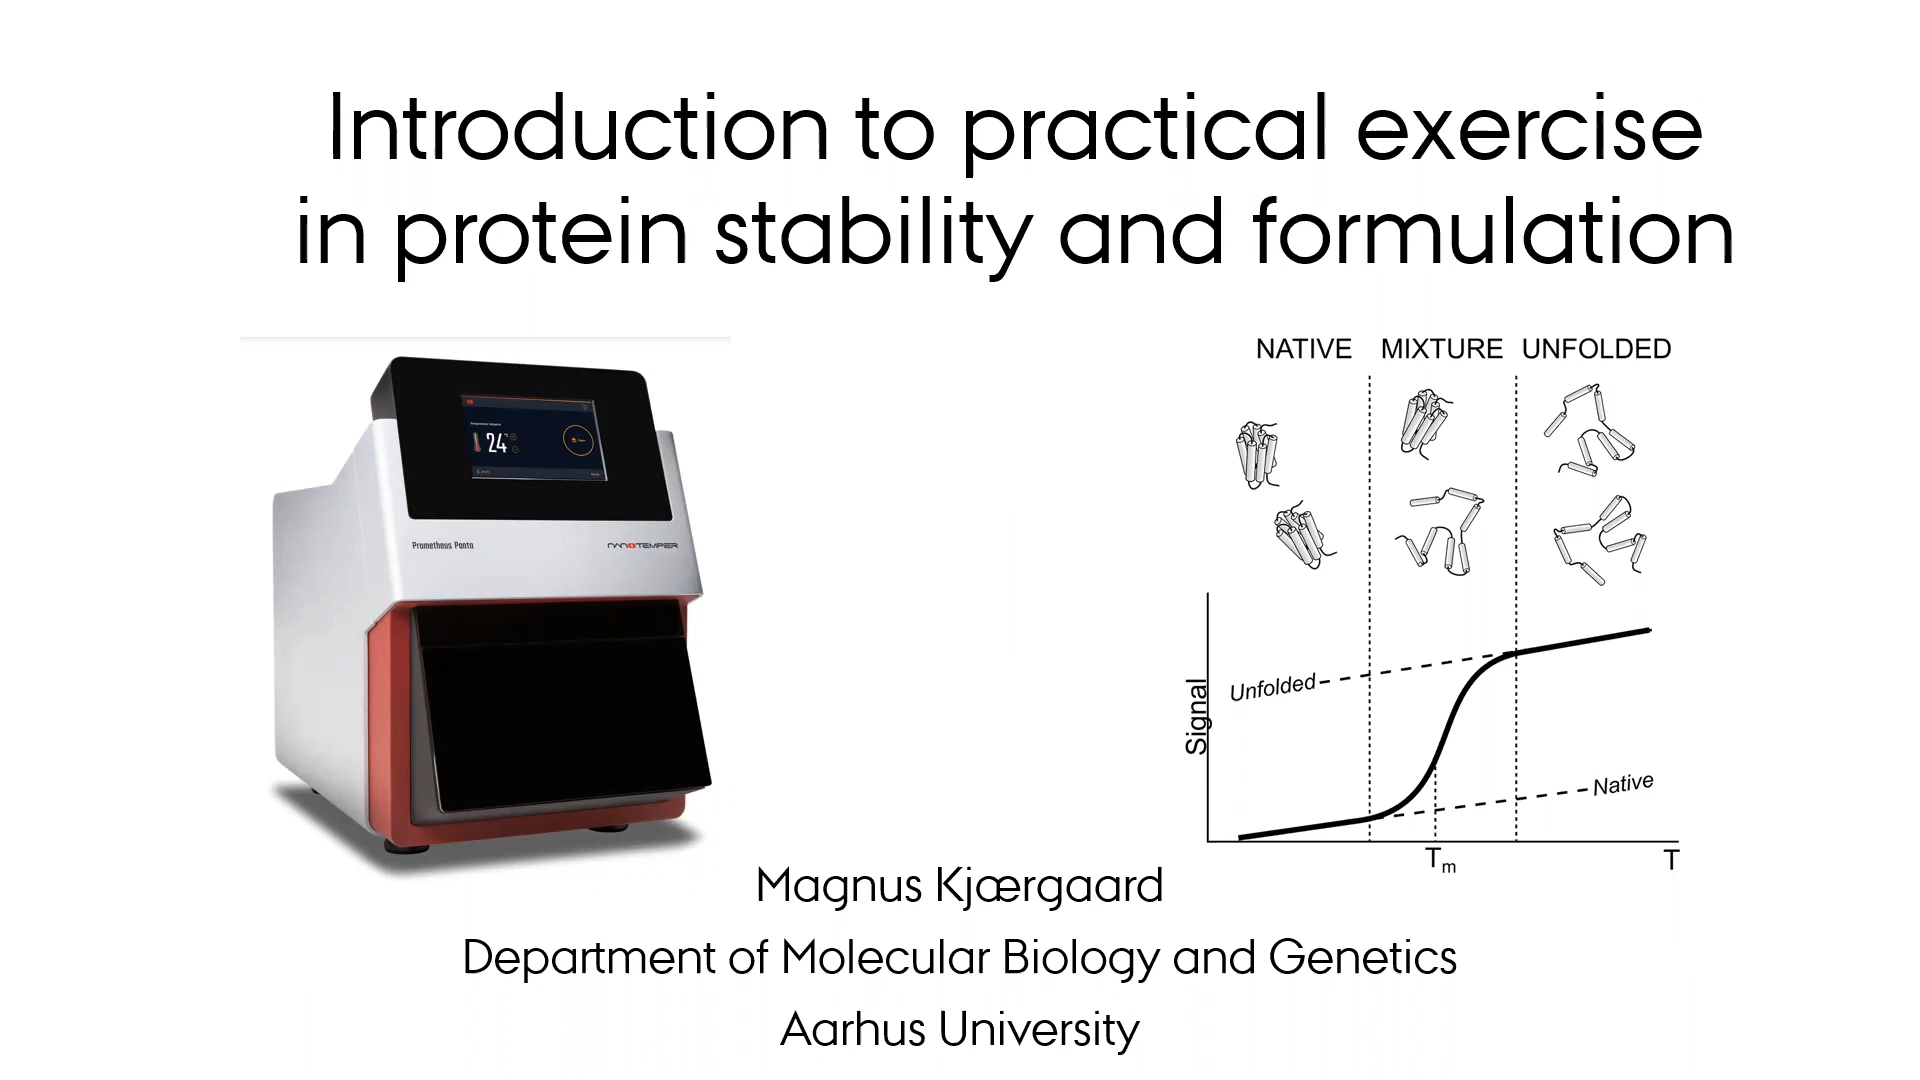 Introduction to practical exercise
in protein stability and formulation
24
Prometheus Panta
NANOTEMPER
NATIVE MIXTURE UNFOLDED
Signal
Unfolded
Native
Tm
T
Magnus Kjærgaard
Department of Molecular Biology and Genetics
Aarhus University